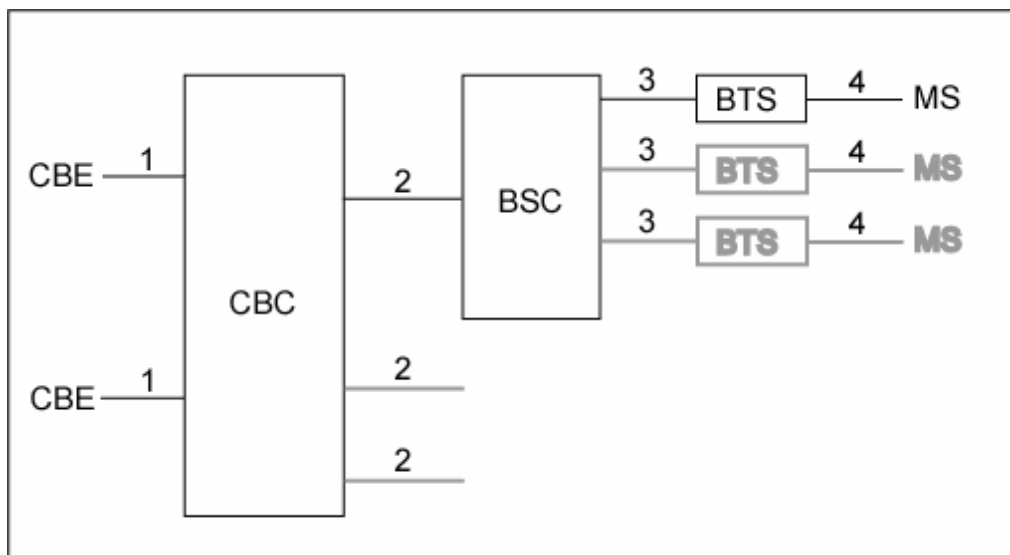 3 BTS 4 MS
CBE 1 2 3 BTS 4 MS
BSC
3 BTS 4 MS
CBC
CBE 1 2
2